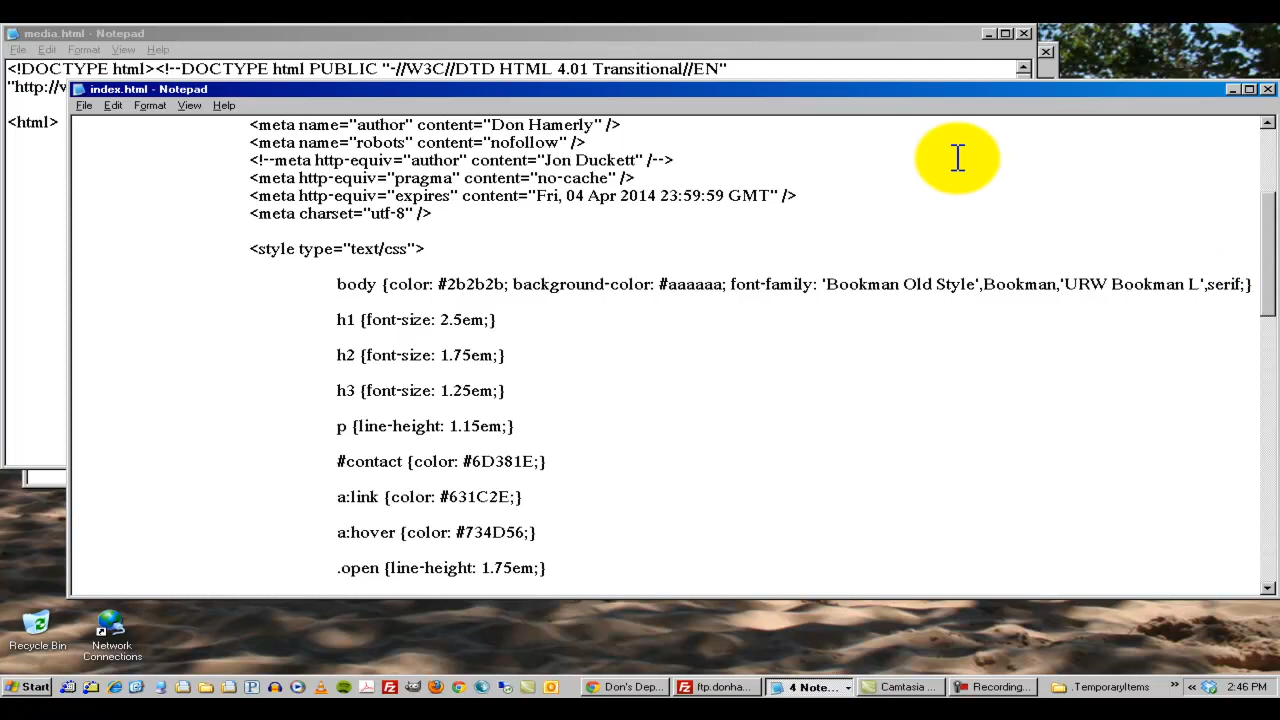 media.html - Notepad
File Edit Format View Help
<!DOCTYPE html><!--DOCTYPE html PUBLIC "-//W3C//DTD HTML 4.01 Transitional//EN"
"http://v
<html>
index.html - Notepad
File Edit Format View Help
<meta name="author" content="Don Hamerly" />
<meta name="robots" content="nofollow" />
<!--meta http-equiv="author" content="Jon Duckett" /-->
<meta http-equiv="pragma" content="no-cache" />
<meta http-equiv="expires" content="Fri, 04 Apr 2014 23:59:59 GMT" />
<meta charset="utf-8" />
<style type="text/css">
body {color: #2b2b2b; background-color: #aaaaaa; font-family: 'Bookman Old Style',Bookman,'URW Bookman L',serif;}
h1 {font-size: 2.5em;}
h2 {font-size: 1.75em;}
h3 {font-size: 1.25em;}
p {line-height: 1.15em;}
#contact {color: #6D381E;}
a:link {color: #631C2E;}
a:hover {color: #734D56;}
.open {line-height: 1.75em;}
Recycle Bin
Network Connections
Start
Don's Dep...
ftp.donha...
4 Note...
Camtasia ...
Recording...
.TemporaryItems
2:46 PM